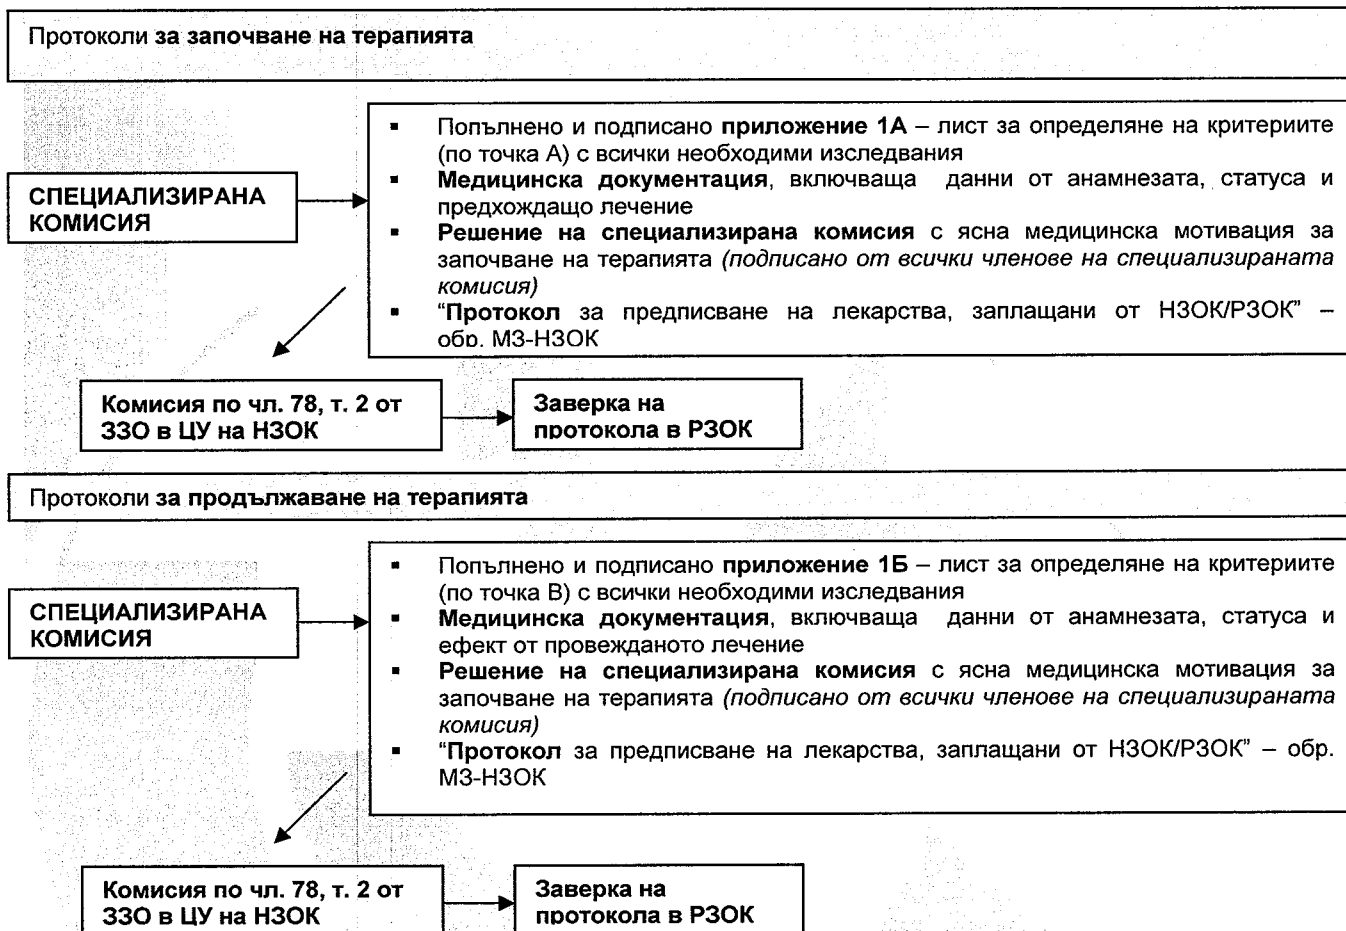 Протоколи за започване на терапията
СПЕЦИАЛИЗИРАНА
КОМИСИЯ
▪ Попълнено и подписано приложение 1А – лист за определяне на критериите
(по точка А) с всички необходими изследвания
▪ Медицинска документация, включваща данни от анамнезата, статуса и
предхождащо лечение
▪ Решение на специализирана комисия с ясна медицинска мотивация за
започване на терапията (подписано от всички членове на специализираната
комисия)
▪ “Протокол за предписване на лекарства, заплащани от НЗОК/РЗОК” –
обр. МЗ-НЗОК
Комисия по чл. 78, т. 2 от
ЗЗО в ЦУ на НЗОК
Заверка на
протокола в РЗОК
Протоколи за продължаване на терапията
СПЕЦИАЛИЗИРАНА
КОМИСИЯ
▪ Попълнено и подписано приложение 1Б – лист за определяне на критериите
(по точка В) с всички необходими изследвания
▪ Медицинска документация, включваща данни от анамнезата, статуса и
ефект от провежданото лечение
▪ Решение на специализирана комисия с ясна медицинска мотивация за
започване на терапията (подписано от всички членове на специализираната
комисия)
▪ “Протокол за предписване на лекарства, заплащани от НЗОК/РЗОК” – обр.
МЗ-НЗОК
Комисия по чл. 78, т. 2 от
ЗЗО в ЦУ на НЗОК
Заверка на
протокола в РЗОК